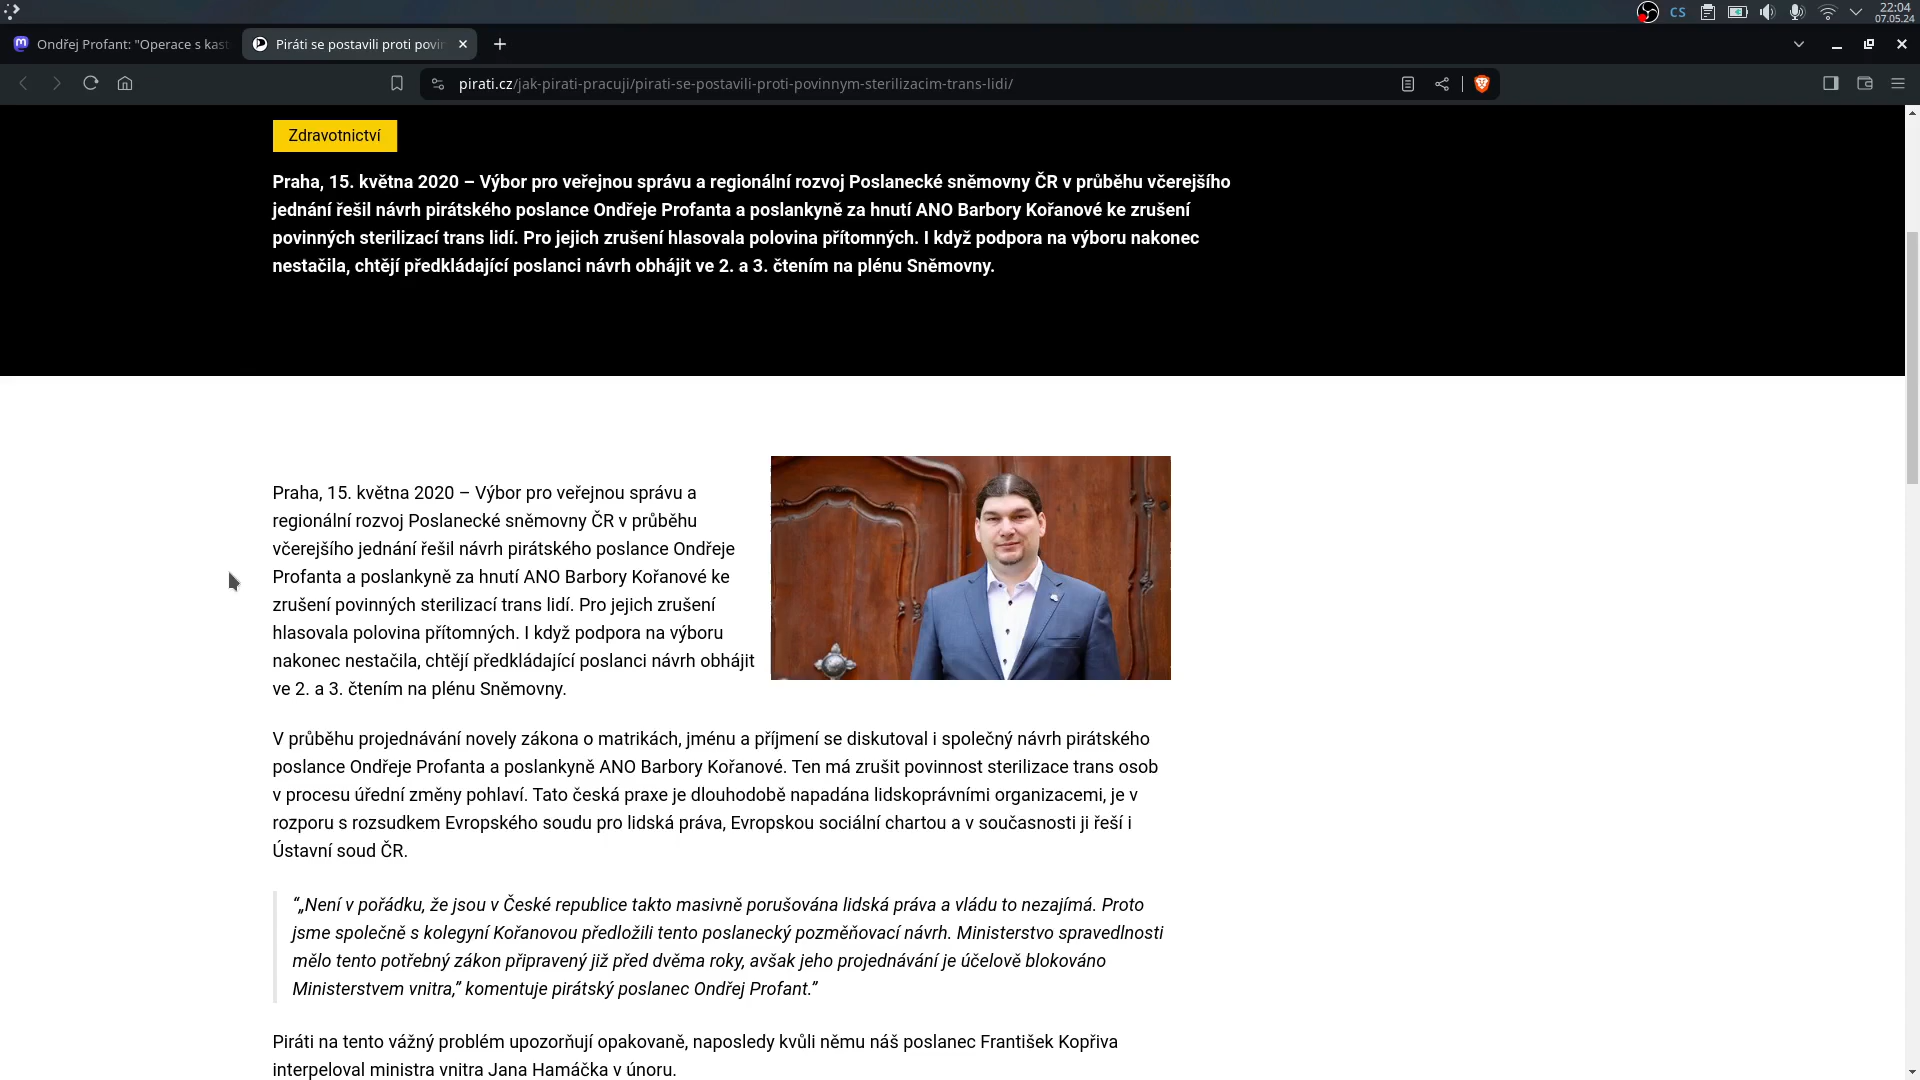 22:04
07.05.24
Ondřej Profant: "Operace s kast
Piráti se postavili proti povin
pirati.cz/jak-pirati-pracuji/pirati-se-postavili-proti-povinnym-sterilizacim-trans-lidi/
CS
Zdravotnictví
Praha, 15. května 2020 – Výbor pro veřejnou správu a regionální rozvoj Poslanecké sněmovny ČR v průběhu včerejšího
jednání řešil návrh pirátského poslance Ondřeje Profanta a poslankyně za hnutí ANO Barbory Kořanové ke zrušení
povinných sterilizací trans lidí. Pro jejich zrušení hlasovala polovina přítomných. I když podpora na výboru nakonec
nestačila, chtějí předkládající poslanci návrh obhájit ve 2. a 3. čtením na plénu Sněmovny.
Praha, 15. května 2020 – Výbor pro veřejnou správu a
regionální rozvoj Poslanecké sněmovny ČR v průběhu
včerejšího jednání řešil návrh pirátského poslance Ondřeje
Profanta a poslankyně za hnutí ANO Barbory Kořanové ke
zrušení povinných sterilizací trans lidí. Pro jejich zrušení
hlasovala polovina přítomných. I když podpora na výboru
nakonec nestačila, chtějí předkládající poslanci návrh obhájit
ve 2. a 3. čtením na plénu Sněmovny.
V průběhu projednávání novely zákona o matrikách, jménu a příjmení se diskutoval i společný návrh pirátského
poslance Ondřeje Profanta a poslankyně ANO Barbory Kořanové. Ten má zrušit povinnost sterilizace trans osob
v procesu úřední změny pohlaví. Tato česká praxe je dlouhodobě napadána lidskoprávními organizacemi, je v
rozporu s rozsudkem Evropského soudu pro lidská práva, Evropskou sociální chartou a v současnosti ji řeší i
Ústavní soud ČR.
“„Není v pořádku, že jsou v České republice takto masivně porušována lidská práva a vládu to nezajímá. Proto
jsme společně s kolegyní Kořanovou předložili tento poslanecký pozměňovací návrh. Ministerstvo spravedlnosti
mělo tento potřebný zákon připravený již před dvěma roky, avšak jeho projednávání je účelově blokováno
Ministerstvem vnitra,” komentuje pirátský poslanec Ondřej Profant.”
Piráti na tento vážný problém upozorňují opakovaně, naposledy kvůli němu náš poslanec František Kopřiva
interpeloval ministra vnitra Jana Hamáčka v únoru.